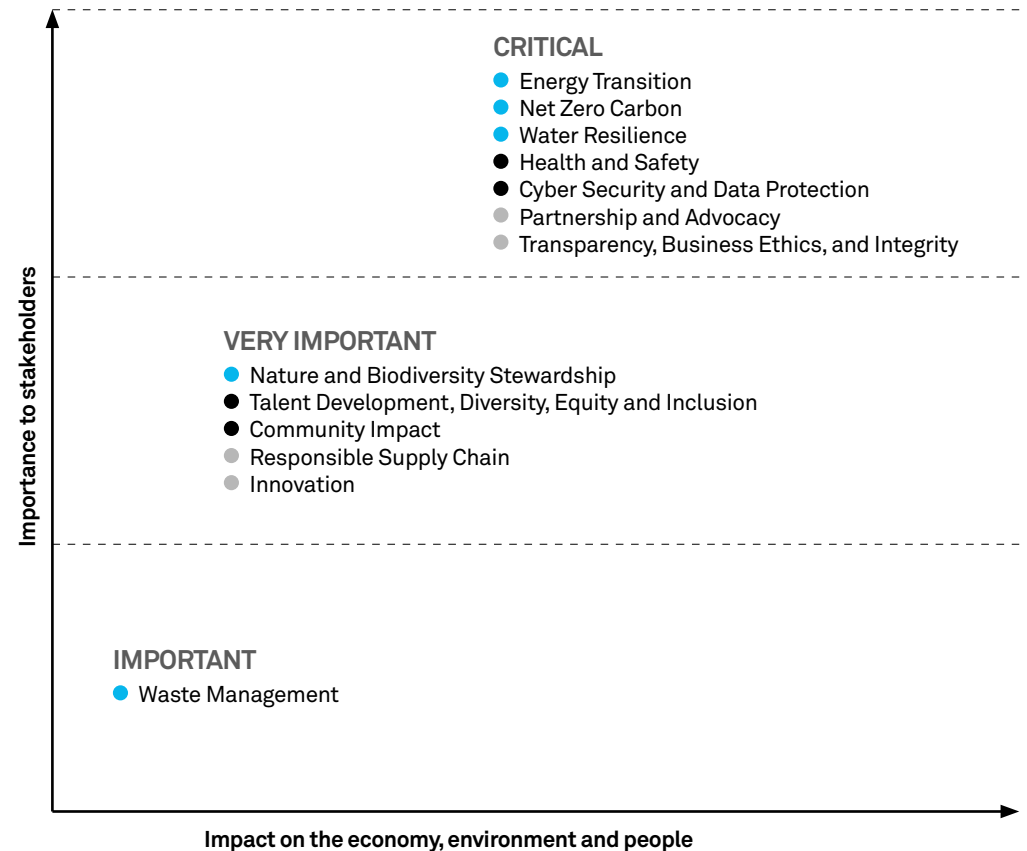 CRITICAL
Energy Transition
Net Zero Carbon
Water Resilience
Health and Safety
Cyber Security and Data Protection
Partnership and Advocacy
Transparency, Business Ethics, and Integrity
Importance to stakeholders
VERY IMPORTANT
Nature and Biodiversity Stewardship
Talent Development, Diversity, Equity and Inclusion
Community Impact
Responsible Supply Chain
Innovation
IMPORTANT
Waste Management
Impact on the economy, environment and people